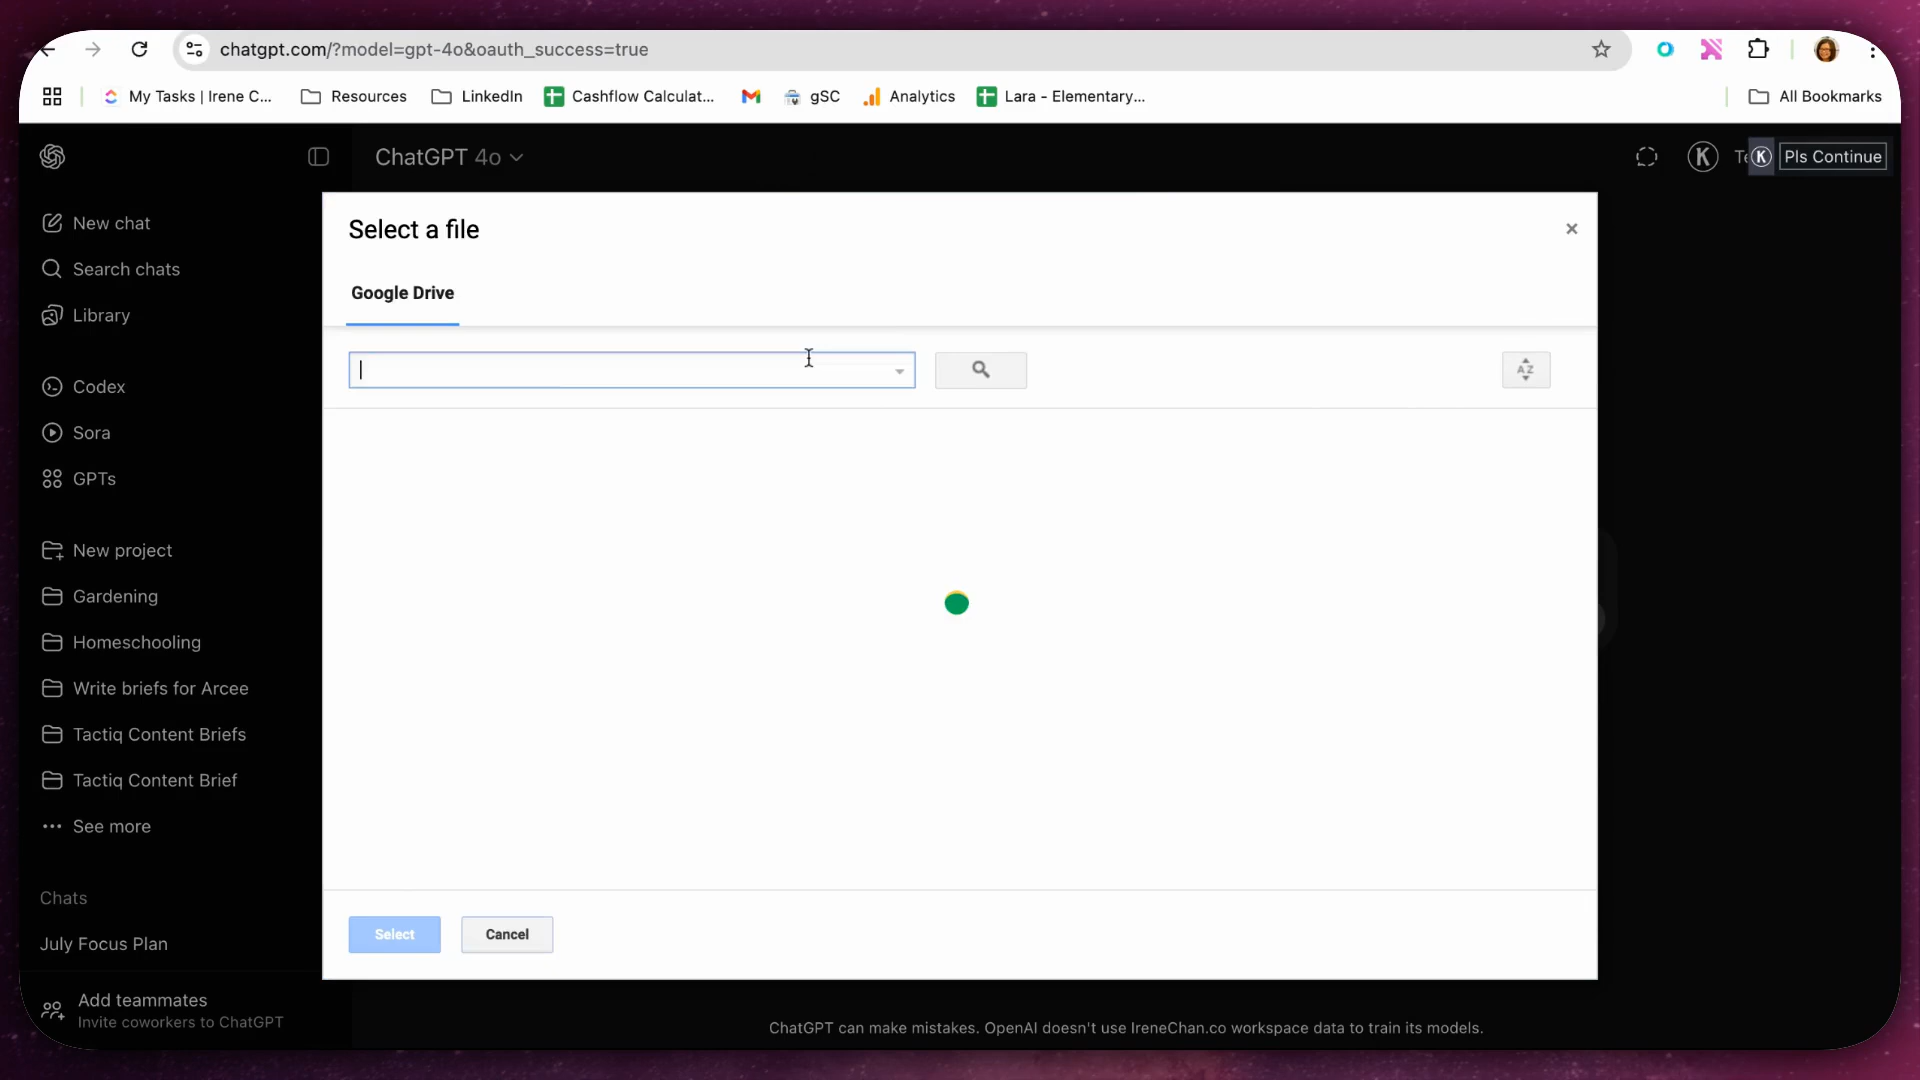 chatgpt.com/?model=gpt-4o&oauth_success=true
My Tasks | Irene C...
Resources
LinkedIn
Cashflow Calculat...
gSC
Analytics
Lara - Elementary...
All Bookmarks
ChatGPT 4o
K
K
Pls Continue
New chat
Search chats
Library
Codex
Sora
GPTs
New project
Gardening
Homeschooling
Write briefs for Arcee
Tactiq Content Briefs
Tactiq Content Brief
See more
Chats
July Focus Plan
Add teammates
Invite coworkers to ChatGPT
Select a file
Google Drive
AZ
Select
Cancel
ChatGPT can make mistakes. OpenAI doesn't use IreneChan.co workspace data to train its models.